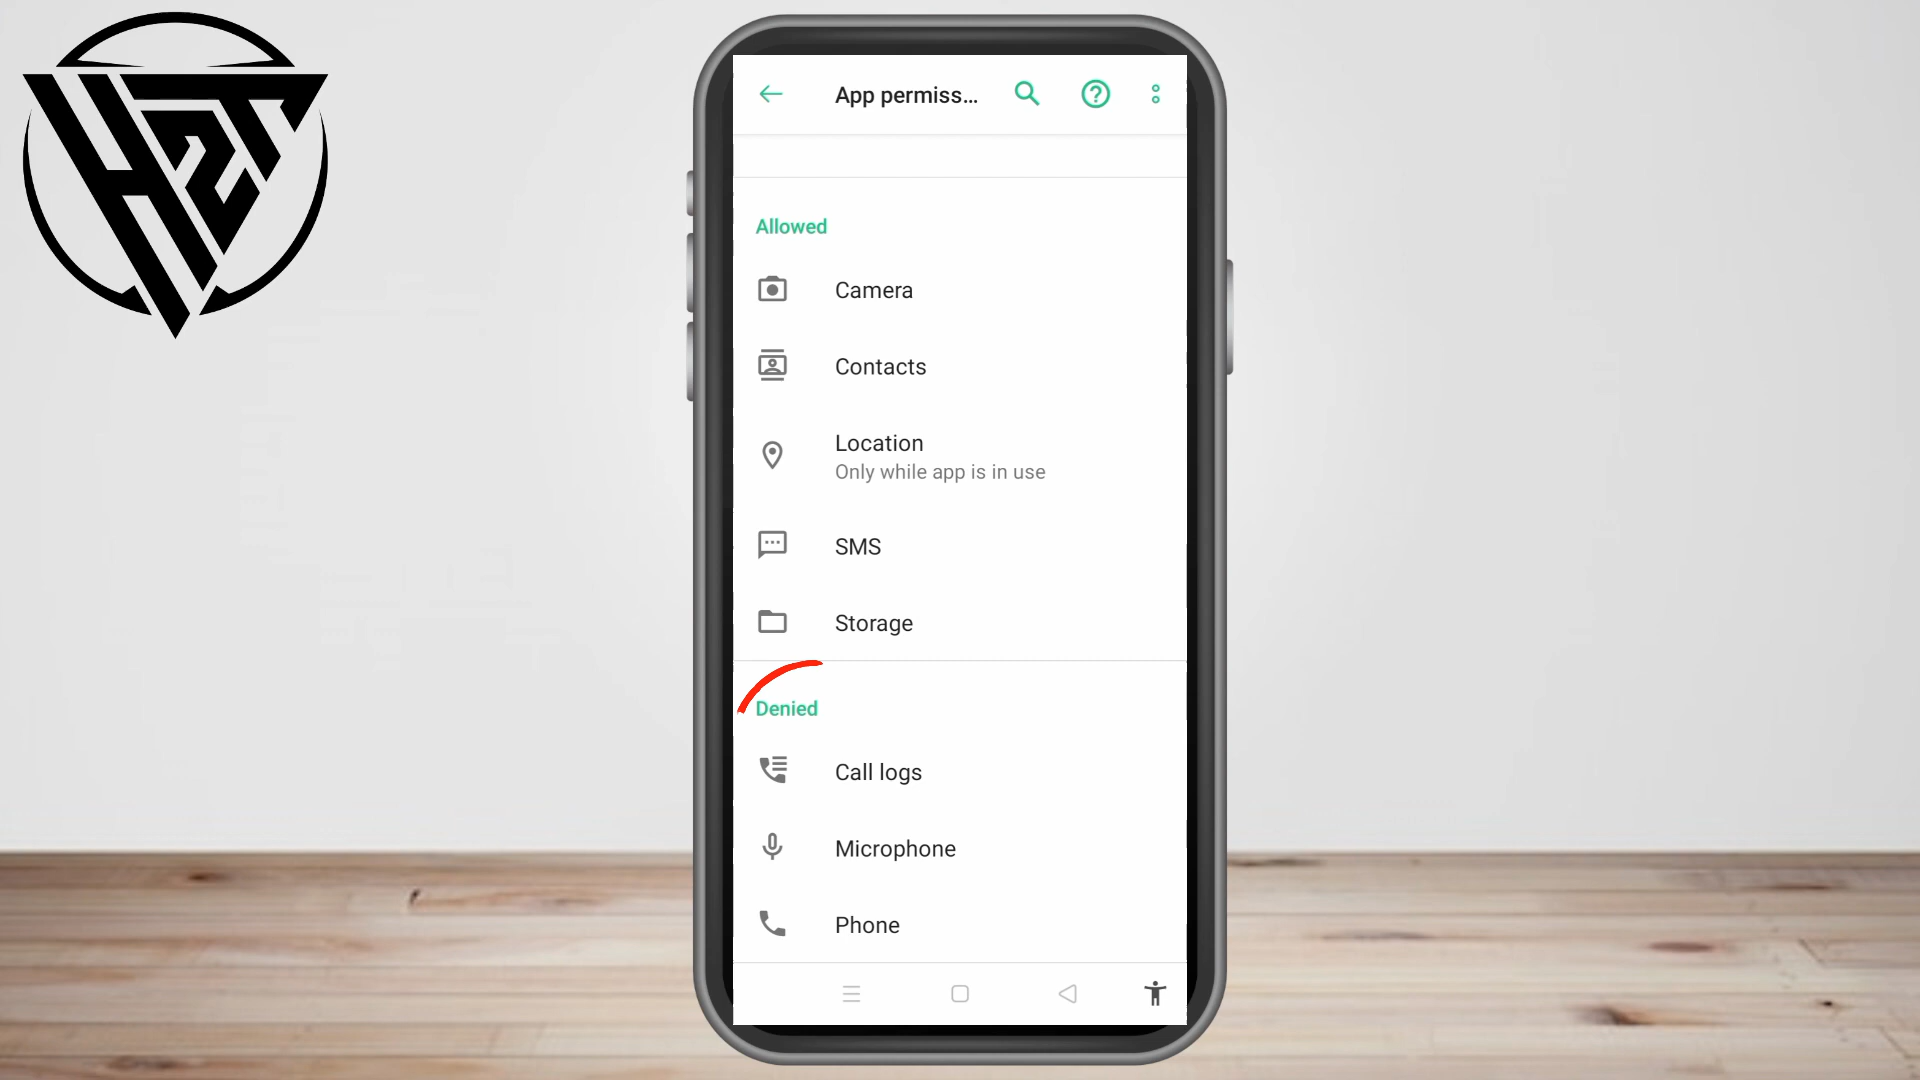 H2T
App permiss...
Allowed
Camera
Contacts
Location
Only while app is in use
SMS
Storage
Denied
Call logs
Microphone
Phone